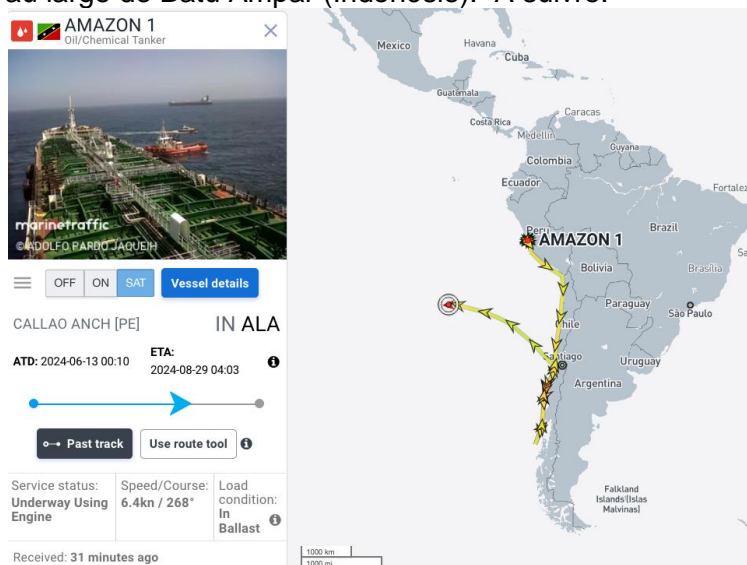 au large de Batu Ampar (Indonésie). A suivre.
AMAZON 1
Oil/Chemical Tanker
marinetraffic
© ADOLFO PARDO JAQUEIH
OFF ON SAT Vessel details
CALLAO ANCH [PE] IN ALA
ATD: 2024-06-13 00:10
ETA:
2024-08-29 04:03
Past track Use route tool
Service status:
Underway Using
Engine
Speed/Course:
6.4kn / 268°
Load
condition:
In
Ballast
Received: 31 minutes ago
Mexico
Havana
Cuba
Guatemala
Costa Rica
Caracas
Medellín
Guyana
Colombia
Ecuador
Fortalez
Peru
AMAZON 1
Brazil
Sa
Bolivia
Brasília
Paraguay
São Paulo
Chile
Santiago
Uruguay
Argentina
Falkland
Islands [Islas
Malvinas]
1000 km
1000 mi